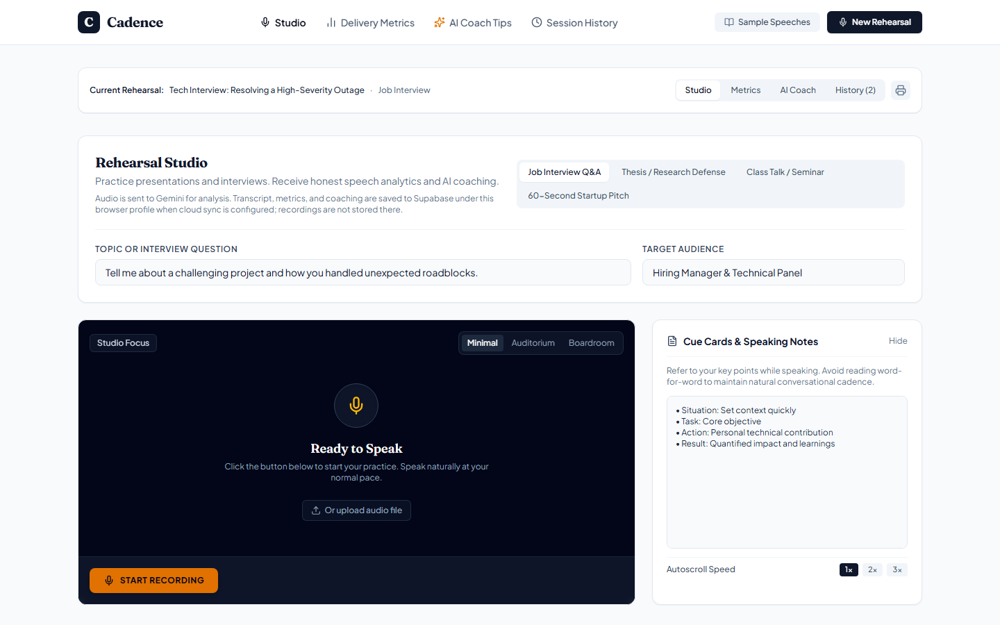 C Cadence
Studio
Delivery Metrics
AI Coach Tips
Session History
Sample Speeches
New Rehearsal
Current Rehearsal: Tech Interview: Resolving a High-Severity Outage · Job Interview
Studio
Metrics
AI Coach
History (2)
Rehearsal Studio
Practice presentations and interviews. Receive honest speech analytics and AI coaching.
Audio is sent to Gemini for analysis. Transcript, metrics, and coaching are saved to Supabase under this
browser profile when cloud sync is configured; recordings are not stored there.
Job Interview Q&A
Thesis / Research Defense
Class Talk / Seminar
60-Second Startup Pitch
TOPIC OR INTERVIEW QUESTION
Tell me about a challenging project and how you handled unexpected roadblocks.
TARGET AUDIENCE
Hiring Manager & Technical Panel
Studio Focus
Minimal
Auditorium
Boardroom
Ready to Speak
Click the button below to start your practice. Speak naturally at your
normal pace.
Or upload audio file
START RECORDING
Cue Cards & Speaking Notes
Hide
Refer to your key points while speaking. Avoid reading word-
for-word to maintain natural conversational cadence.
• Situation: Set context quickly
• Task: Core objective
• Action: Personal technical contribution
• Result: Quantified impact and learnings
Autoscroll Speed
1x
2x
3x